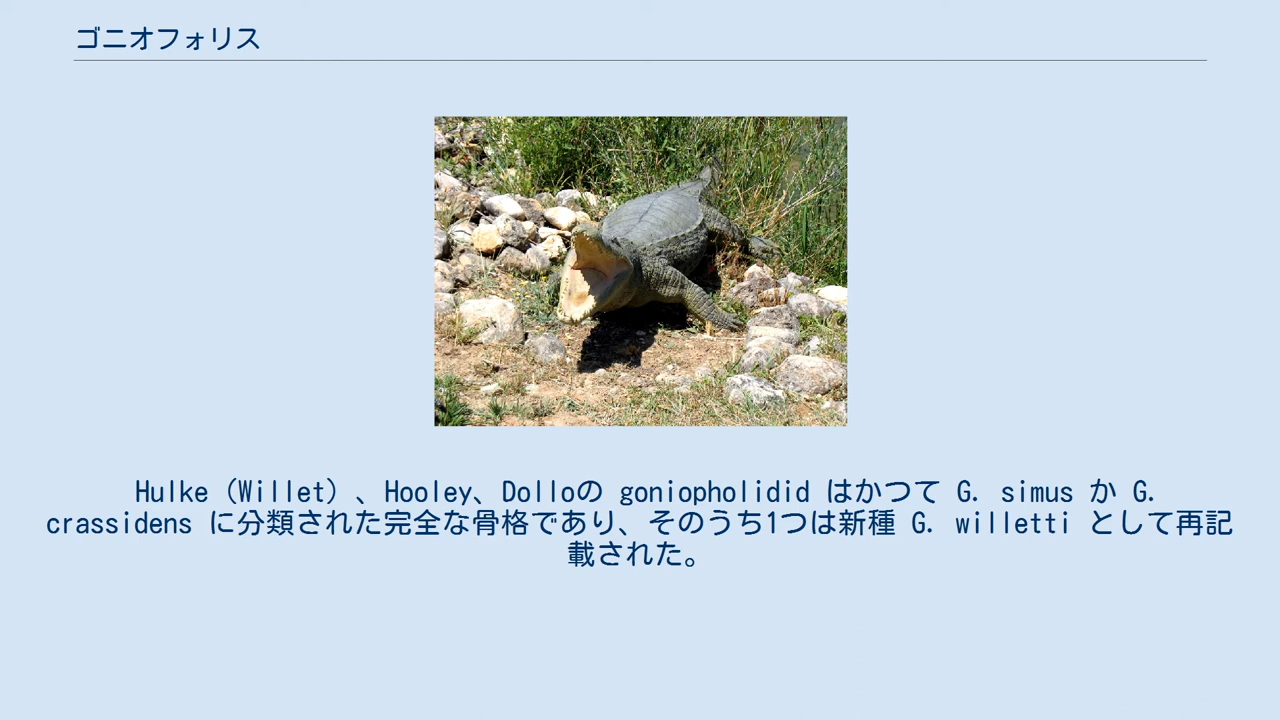 ゴニオフォリス
Hulke（Willet）、Hooley、Dolloの goniopholidid はかつて G. simus か G.
crassidens に分類された完全な骨格であり、そのうち1つは新種 G. willetti として再記
載された。